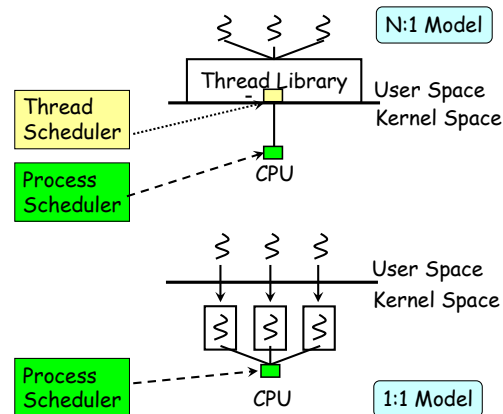 N:1 Model
Thread Library
User Space
Kernel Space
Thread
Scheduler
Process
Scheduler
CPU
User Space
Kernel Space
Process
Scheduler
CPU
1:1 Model